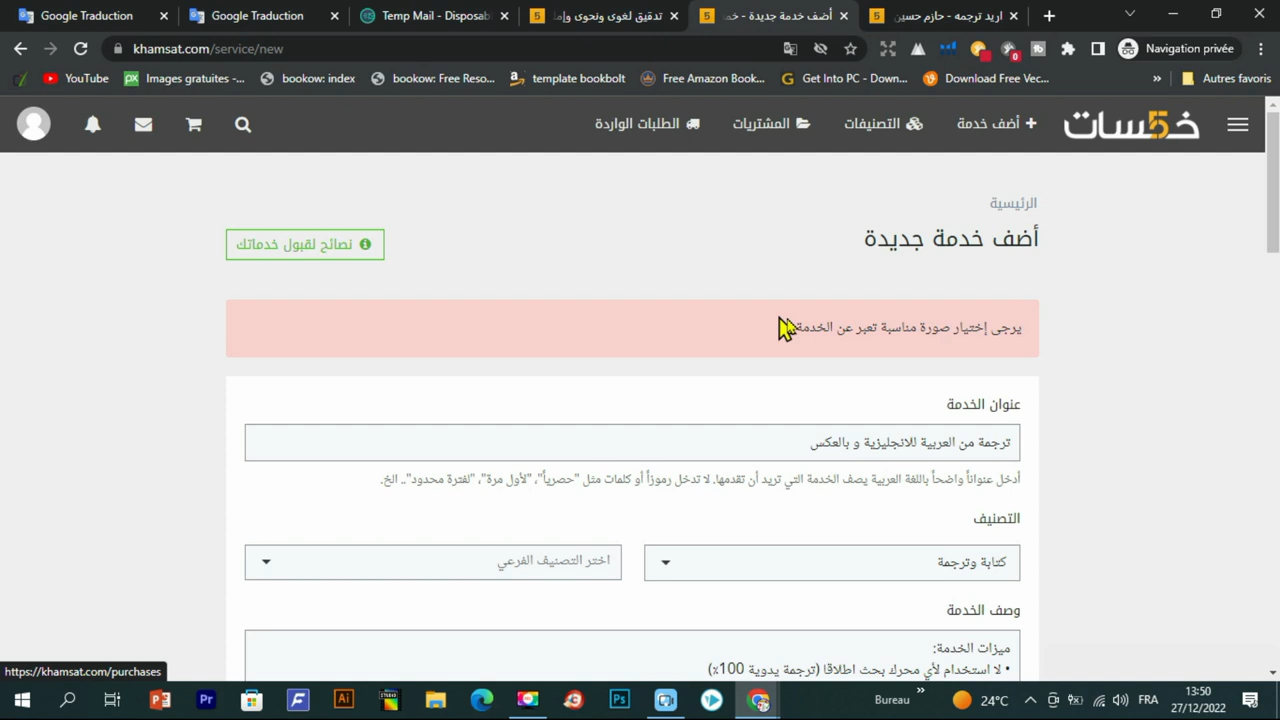 Google Traduction
Google Traduction
Temp Mail - Disposab
تدقيق لغوى ونحوى وإما
أضف خدمة جديدة - خم
اريد ترجمه - حازم حسين
khamsat.com/service/new
Navigation privée
YouTube
Images gratuites -...
bookow: index
bookow: Free Reso...
template bookbolt
Free Amazon Book...
Get Into PC - Down...
Download Free Vec...
»
Autres favoris
خمسات
أضف خدمة
التصنيفات
المشتريات
الطلبات الواردة
الرئيسية
أضف خدمة جديدة
نصائح لقبول خدماتك
يرجى إختيار صورة مناسبة تعبر عن الخدمة
عنوان الخدمة
ترجمة من العربية للانجليزية و بالعكس
أدخل عنواناً واضحاً باللغة العربية يصف الخدمة التي تريد أن تقدمها. لا تدخل رموزاً أو كلمات مثل "حصرياً"، "لأول مرة"، "لفترة محدود".. الخ.
التصنيف
كتابة وترجمة
اختر التصنيف الفرعي
وصف الخدمة
ميزات الخدمة:
• لا استخدام لأي محرك بحث اطلاقا (ترجمة يدوية 100٪)
https://khamsat.com/purchases
Bureau
»
24°C
FRA
13:50
27/12/2022